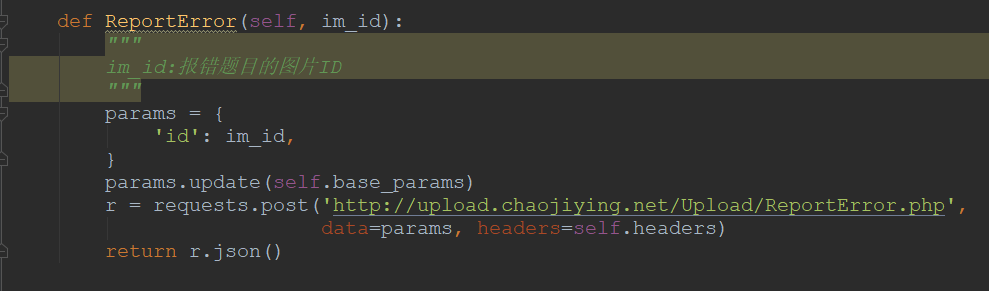 def ReportError(self, im_id):
"""
im_id:报错题目的图片ID
"""
params = {
'id': im_id,
}
params.update(self.base_params)
r = requests.post('http://upload.chaojiying.net/Upload/ReportError.php',
data=params, headers=self.headers)
return r.json()